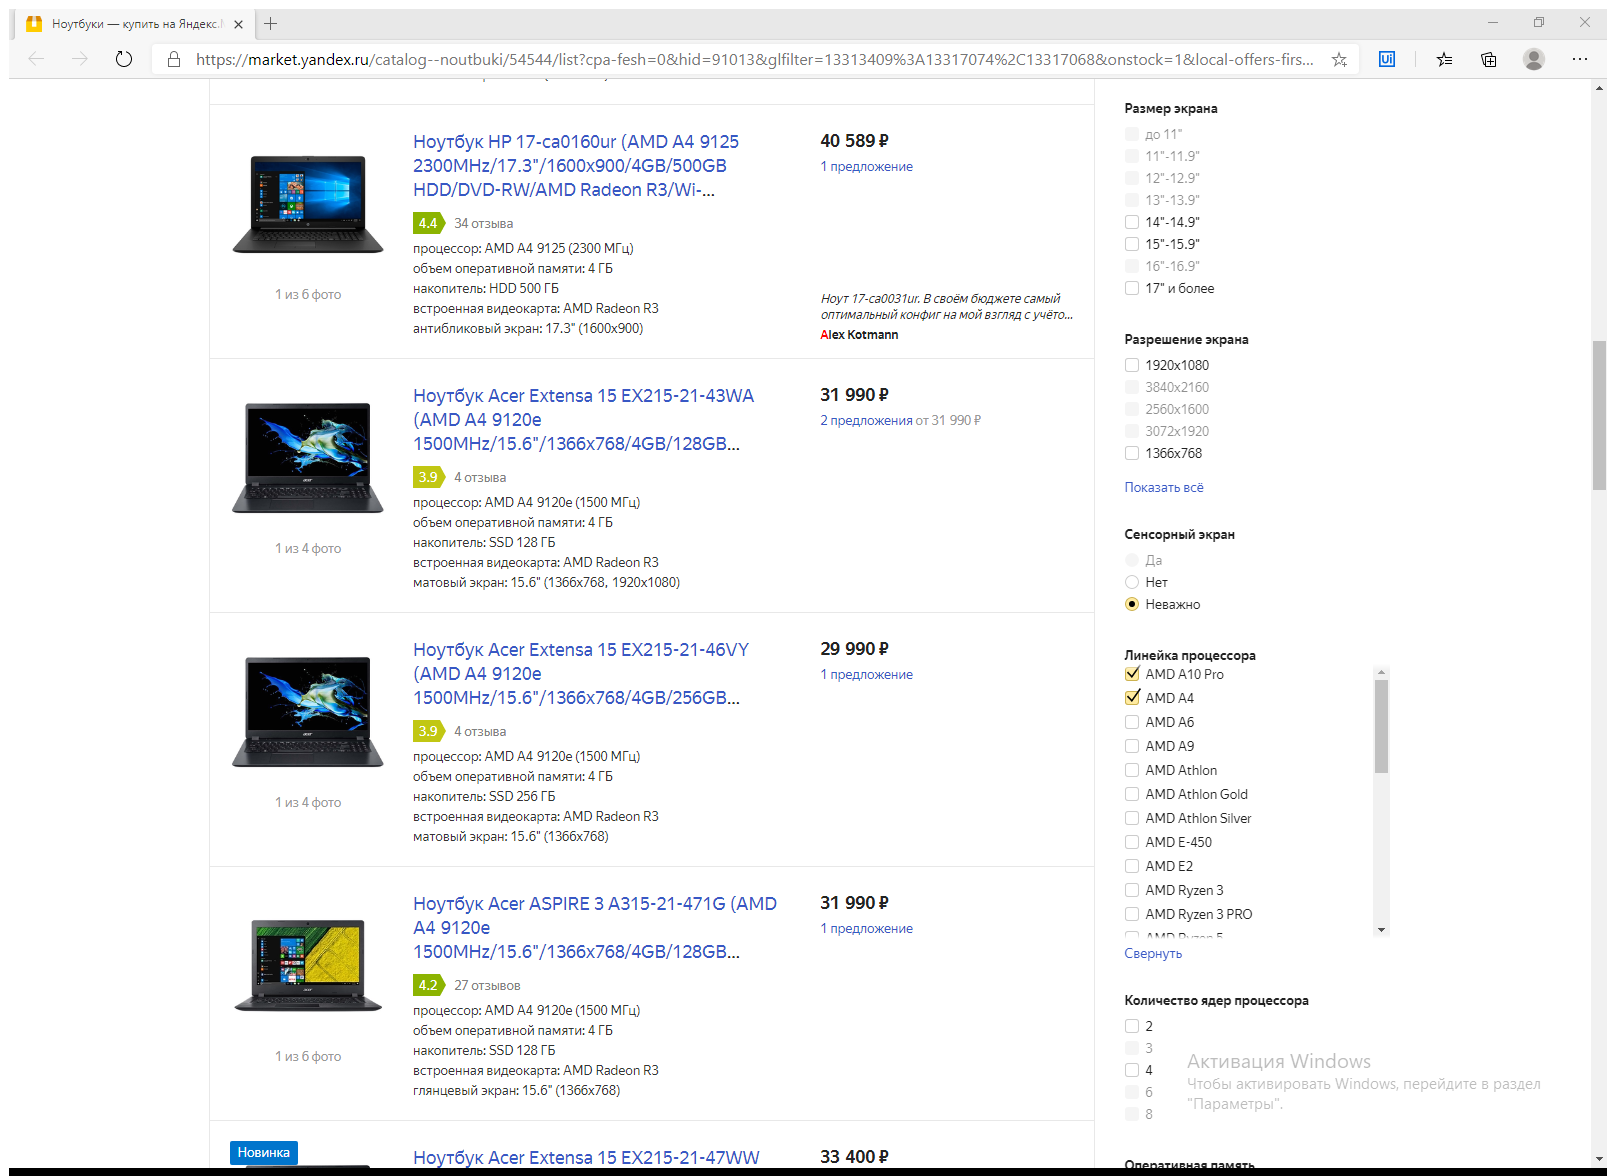 Ноутбуки — купить на Яндекс.
https://market.yandex.ru/catalog--noutbuki/54544/list?cpa-fesh=0&hid=91013&glfilter=13313409%3A13317074%2C13317068&onstock=1&local-offers-firs...
Ноутбук HP 17-ca0160ur (AMD A4 9125
2300MHz/17.3"/1600x900/4GB/500GB
HDD/DVD-RW/AMD Radeon R3/Wi-...
4.4 34 отзыва
процессор: AMD A4 9125 (2300 МГц)
объем оперативной памяти: 4 ГБ
накопитель: HDD 500 ГБ
встроенная видеокарта: AMD Radeon R3
антибликовый экран: 17.3" (1600x900)
1 из 6 фото
40 589 ₽
1 предложение
Ноут 17-ca0031ur. В своём бюджете самый
оптимальный конфиг на мой взгляд с учёто...
Alex Kotmann
Ноутбук Acer Extensa 15 EX215-21-43WA
(AMD A4 9120e
1500MHz/15.6"/1366x768/4GB/128GB...
3.9 4 отзыва
процессор: AMD A4 9120e (1500 МГц)
объем оперативной памяти: 4 ГБ
накопитель: SSD 128 ГБ
встроенная видеокарта: AMD Radeon R3
матовый экран: 15.6" (1366x768, 1920x1080)
1 из 4 фото
31 990 ₽
2 предложения от 31 990 ₽
Ноутбук Acer Extensa 15 EX215-21-46VY
(AMD A4 9120e
1500MHz/15.6"/1366x768/4GB/256GB...
3.9 4 отзыва
процессор: AMD A4 9120e (1500 МГц)
объем оперативной памяти: 4 ГБ
накопитель: SSD 256 ГБ
встроенная видеокарта: AMD Radeon R3
матовый экран: 15.6" (1366x768)
1 из 4 фото
29 990 ₽
1 предложение
Ноутбук Acer ASPIRE 3 A315-21-471G (AMD
A4 9120e
1500MHz/15.6"/1366x768/4GB/128GB...
4.2 27 отзывов
процессор: AMD A4 9120e (1500 МГц)
объем оперативной памяти: 4 ГБ
накопитель: SSD 128 ГБ
встроенная видеокарта: AMD Radeon R3
глянцевый экран: 15.6" (1366x768)
1 из 6 фото
31 990 ₽
1 предложение
Новинка
Ноутбук Acer Extensa 15 EX215-21-47WW
33 400 ₽
Размер экрана
до 11"
11"-11.9"
12"-12.9"
13"-13.9"
14"-14.9"
15"-15.9"
16"-16.9"
17" и более
Разрешение экрана
1920x1080
3840x2160
2560x1600
3072x1920
1366x768
Показать всё
Сенсорный экран
Да
Нет
Неважно
Линейка процессора
AMD A10 Pro
AMD A4
AMD A6
AMD A9
AMD Athlon
AMD Athlon Gold
AMD Athlon Silver
AMD E-450
AMD E2
AMD Ryzen 3
AMD Ryzen 3 PRO
AMD Ryzen 5
Свернуть
Количество ядер процессора
2
3
4
6
8
Оперативная память
Активация Windows
Чтобы активировать Windows, перейдите в раздел
"Параметры".